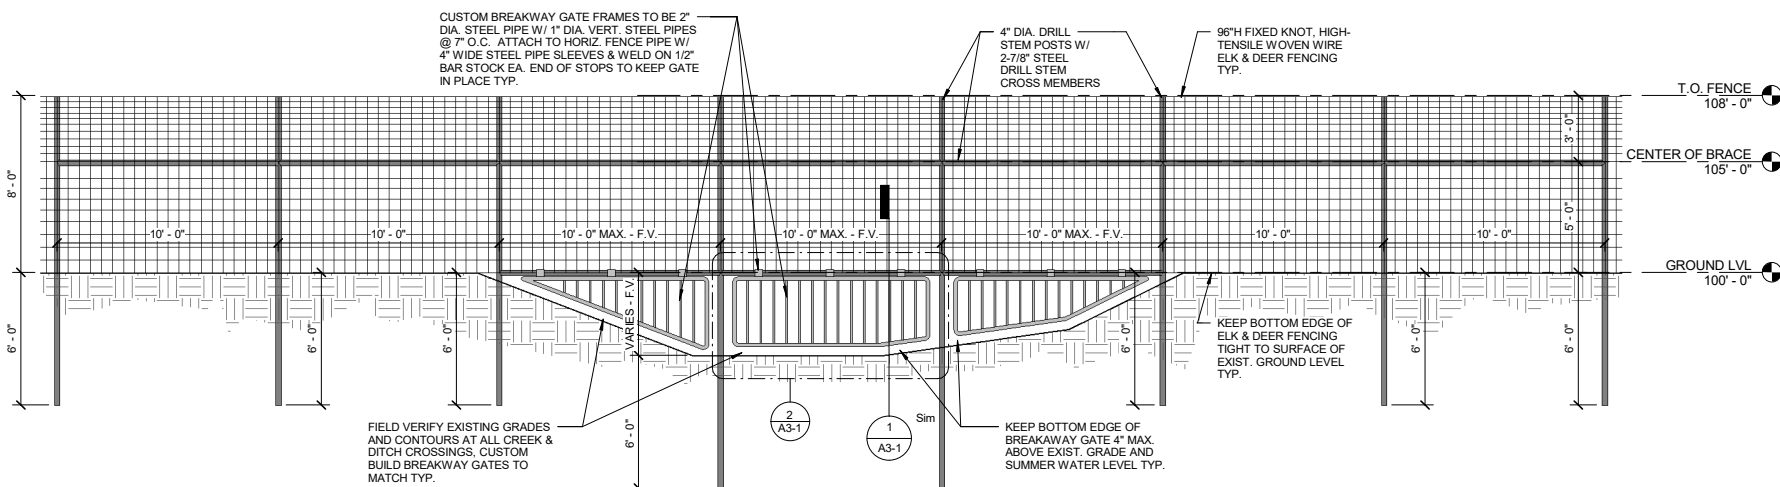 CUSTOM BREAKWAY GATE FRAMES TO BE 2"
DIA. STEEL PIPE W/ 1" DIA. VERT. STEEL PIPES
@ 7" O.C. ATTACH TO HORIZ. FENCE PIPE W/
4" WIDE STEEL PIPE SLEEVES & WELD ON 1/2"
BAR STOCK EA. END OF STOPS TO KEEP GATE
IN PLACE TYP.
4" DIA. DRILL
STEM POSTS W/
2-7/8" STEEL
DRILL STEM
CROSS MEMBERS
96"H FIXED KNOT, HIGH-
TENSILE WOVEN WIRE
ELK & DEER FENCING
TYP.
T.O. FENCE
108' - 0"
3' - 0"
CENTER OF BRACE
105' - 0"
8' - 0"
5' - 0"
10' - 0"
10' - 0"
10' - 0" MAX. - F.V.
10' - 0" MAX. - F.V.
10' - 0" MAX. - F.V.
10' - 0"
10' - 0"
GROUND LVL
100' - 0"
6' - 0"
6' - 0"
6' - 0"
VARIES - F.V.
6' - 0"
6' - 0"
6' - 0"
6' - 0"
KEEP BOTTOM EDGE OF
ELK & DEER FENCING
TIGHT TO SURFACE OF
EXIST. GROUND LEVEL
TYP.
FIELD VERIFY EXISTING GRADES
AND CONTOURS AT ALL CREEK &
DITCH CROSSINGS, CUSTOM
BUILD BREAKWAY GATES TO
MATCH TYP.
2
A3-1
1
A3-1
Sim
KEEP BOTTOM EDGE OF
BREAKAWAY GATE 4" MAX.
ABOVE EXIST. GRADE AND
SUMMER WATER LEVEL TYP.